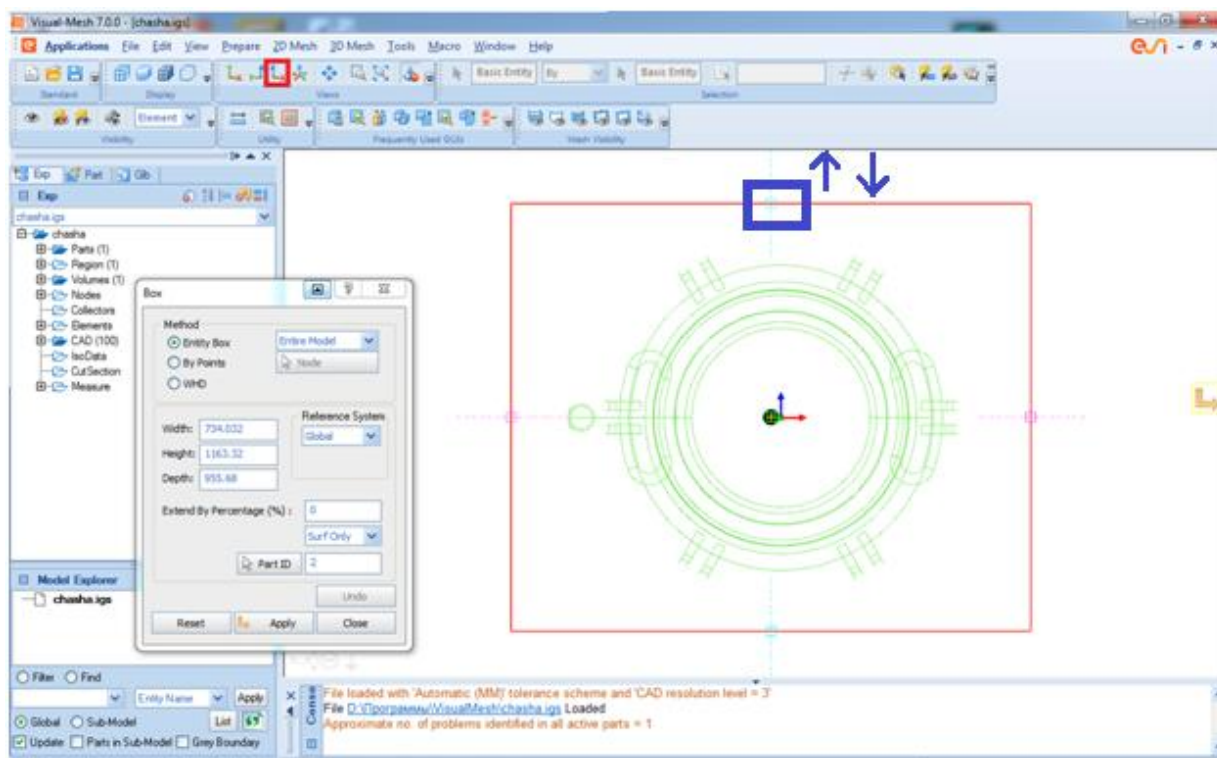 Visual-Mesh 7.0.0 - [chasha.igs]
Applications File Edit View Prepare 2D Mesh 3D Mesh Tools Macro Window Help
Basic Entity By Basic Entity
Standard Display Views Selection
Element
Visibility Utility Frequently Used GUIs Mesh Visibility
Exp Part Glb
Exp
chasha.igs
chasha
Parts (1)
Region (1)
Volumes (1)
Nodes
Collectors
Elements
CAD (100)
IsoData
CutSection
Measure
Box
Method
Entity Box Entire Model
By Points Node
WHD
Reference System
Width: 734.032 Global
Height: 1163.32
Depth: 955.68
Extend By Percentage (%) : 0
Surf Only
Part ID 2
Undo
Reset Apply Close
Model Explorer
chasha.igs
Filter Find
Entity Name Apply
Global Sub-Model List
Update: Parts in Sub-Model Grey Boundary
File loaded with 'Automatic (MM)' tolerance scheme and 'CAD resolution level = 3'
File D:\Программы\VisualMesh\chasha.igs Loaded
Approximate no. of problems identified in all active parts = 1